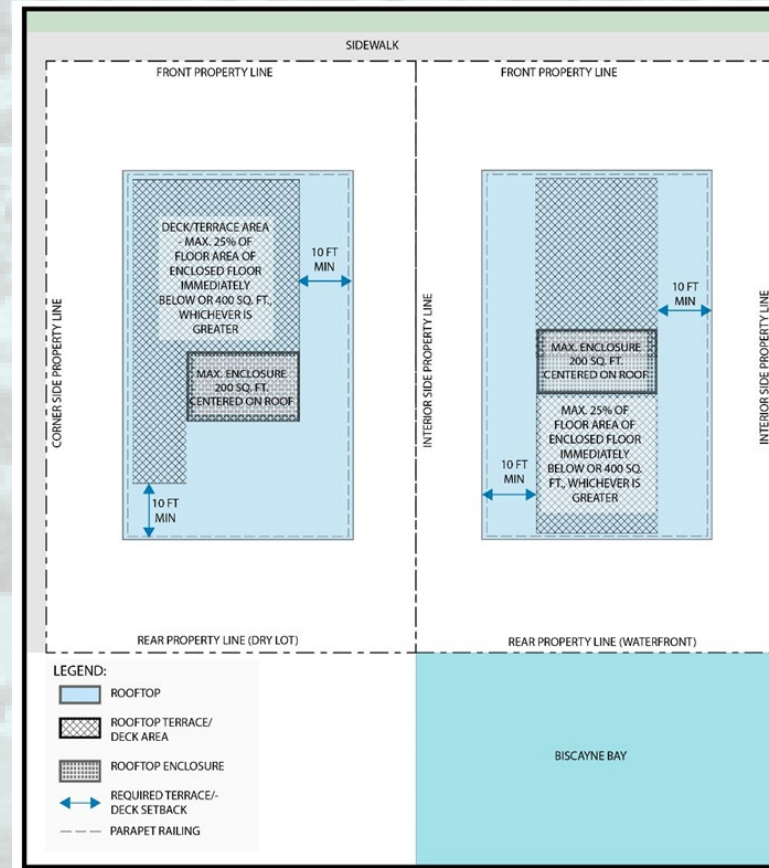 SIDEWALK
FRONT PROPERTY LINE
FRONT PROPERTY LINE
DECK/TERRACE AREA
- MAX. 25% OF
FLOOR AREA OF
ENCLOSED FLOOR
IMMEDIATELY
BELOW OR 400 SQ. FT.,
WHICHEVER IS
GREATER
10 FT
MIN
10 FT
MIN
CORNER SIDE PROPERTY LINE
INTERIOR SIDE PROPERTY LINE
INTERIOR SIDE PROPERTY LINE
MAX. ENCLOSURE
200 SQ. FT.
CENTERED ON ROOF
MAX. ENCLOSURE
200 SQ. FT.
CENTERED ON ROOF
MAX. 25% OF
FLOOR AREA OF
ENCLOSED FLOOR
IMMEDIATELY
BELOW OR 400 SQ.
FT., WHICHEVER IS
GREATER
10 FT
MIN
10 FT
MIN
REAR PROPERTY LINE (DRY LOT)
REAR PROPERTY LINE (WATERFRONT)
LEGEND:
ROOFTOP
ROOFTOP TERRACE/
DECK AREA
ROOFTOP ENCLOSURE
REQUIRED TERRACE/-
DECK SETBACK
PARAPET RAILING
BISCAYNE BAY